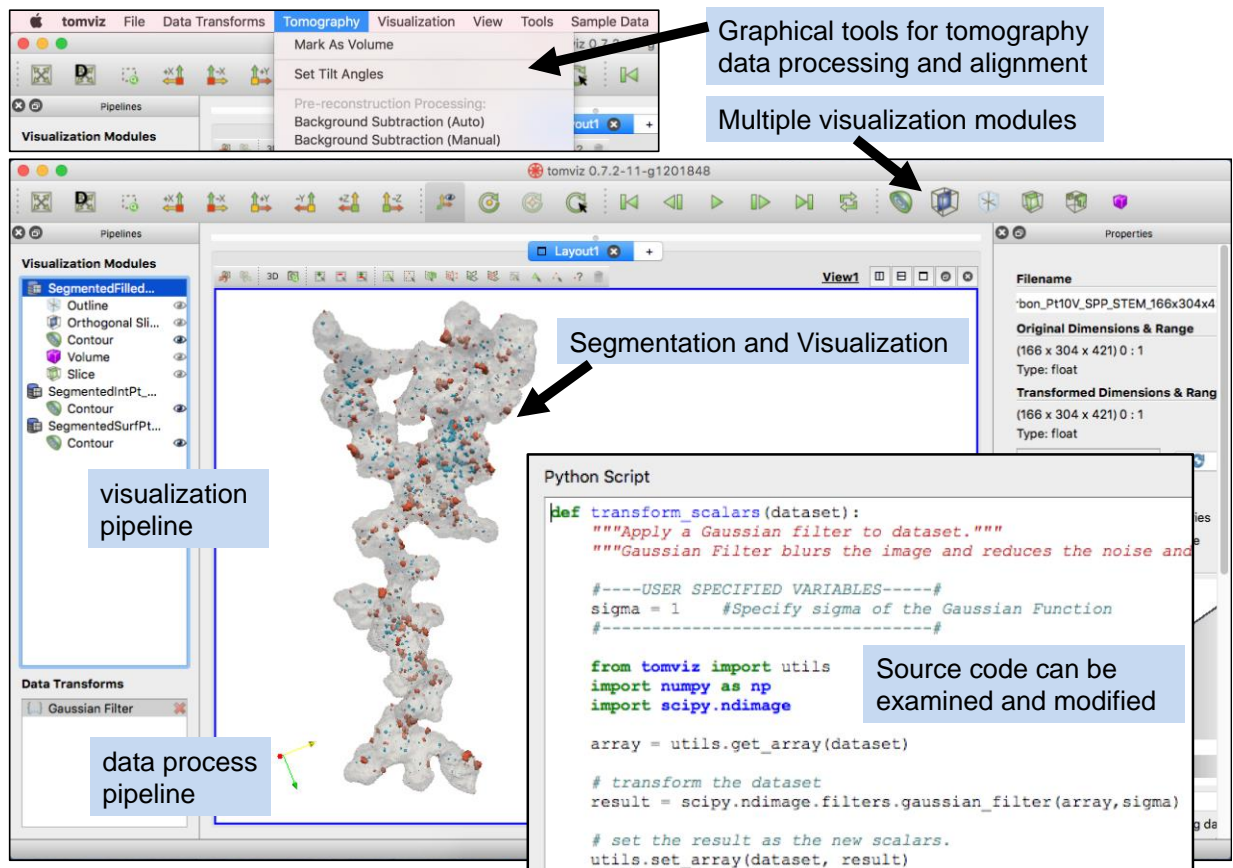 tomviz File Data Transforms Tomography Visualization View Tools Sample Data
Mark As Volume
Set Tilt Angles
Pre-reconstruction Processing:
Background Subtraction (Auto)
Background Subtraction (Manual)
Pipelines
Visualization Modules
Graphical tools for tomography
data processing and alignment
Multiple visualization modules
tomviz 0.7.2-11-g1201848
Pipelines
Layout1 +
Properties
Visualization Modules
3D
View1
SegmentedFilled...
Outline
Orthogonal Sli...
Contour
Volume
Slice
SegmentedIntPt_...
Contour
SegmentedSurfPt...
Contour
Filename
rbon_Pt10V_SPP_STEM_166x304x4
Original Dimensions & Range
(166 x 304 x 421) 0 : 1
Type: float
Transformed Dimensions & Rang
(166 x 304 x 421) 0 : 1
Type: float
Segmentation and Visualization
visualization
pipeline
Data Transforms
Gaussian Filter
data process
pipeline
Python Script
def transform_scalars(dataset):
"""Apply a Gaussian filter to dataset."""
"""Gaussian Filter blurs the image and reduces the noise and
#----USER SPECIFIED VARIABLES-----#
sigma = 1 #Specify sigma of the Gaussian Function
#---------------------------------#
from tomviz import utils
import numpy as np
import scipy.ndimage
array = utils.get_array(dataset)
# transform the dataset
result = scipy.ndimage.filters.gaussian_filter(array,sigma)
# set the result as the new scalars.
utils.set_array(dataset, result)
Source code can be
examined and modified